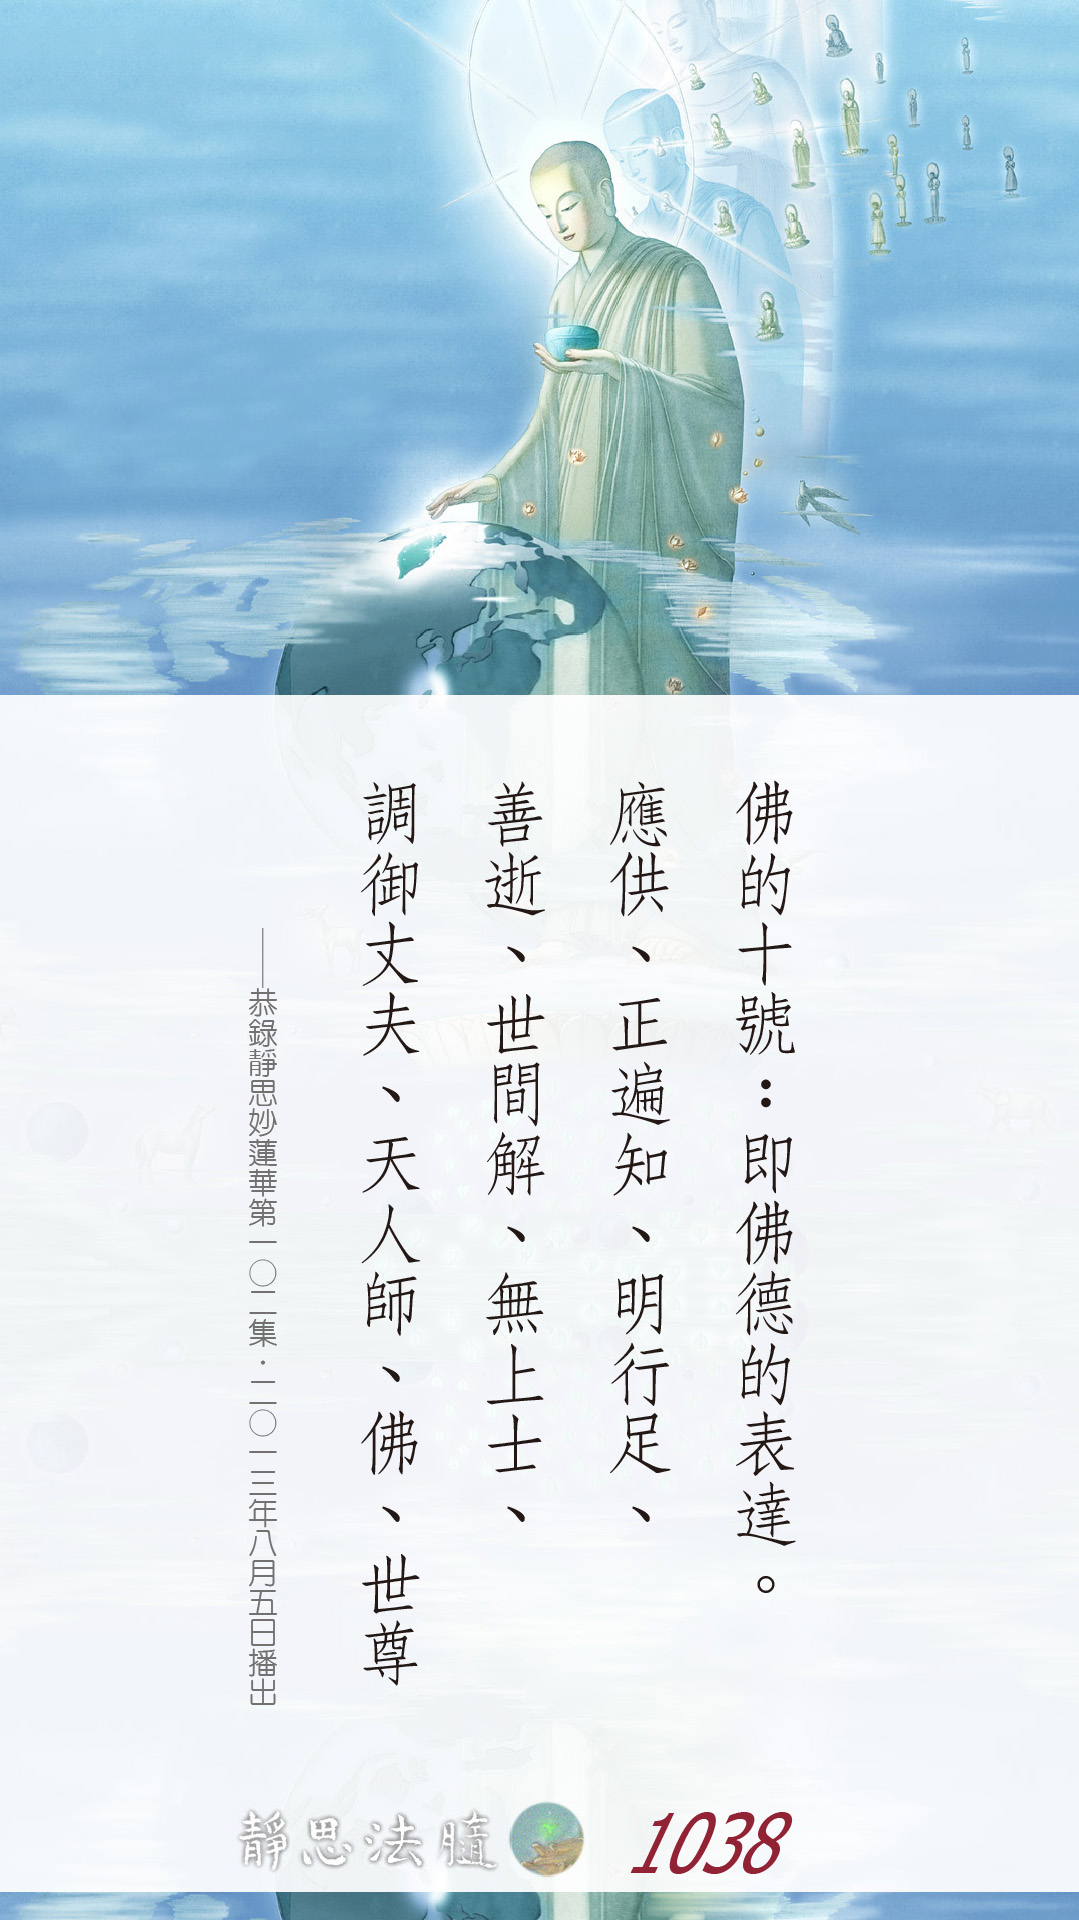 佛的十號：即佛德的表達。
應供、正遍知、明行足、
善逝、世間解、無上士、
調御丈夫、天人師、佛、世尊
——恭錄靜思妙蓮華第一〇二集·二〇一三年八月五日播出
靜思法髓
1038